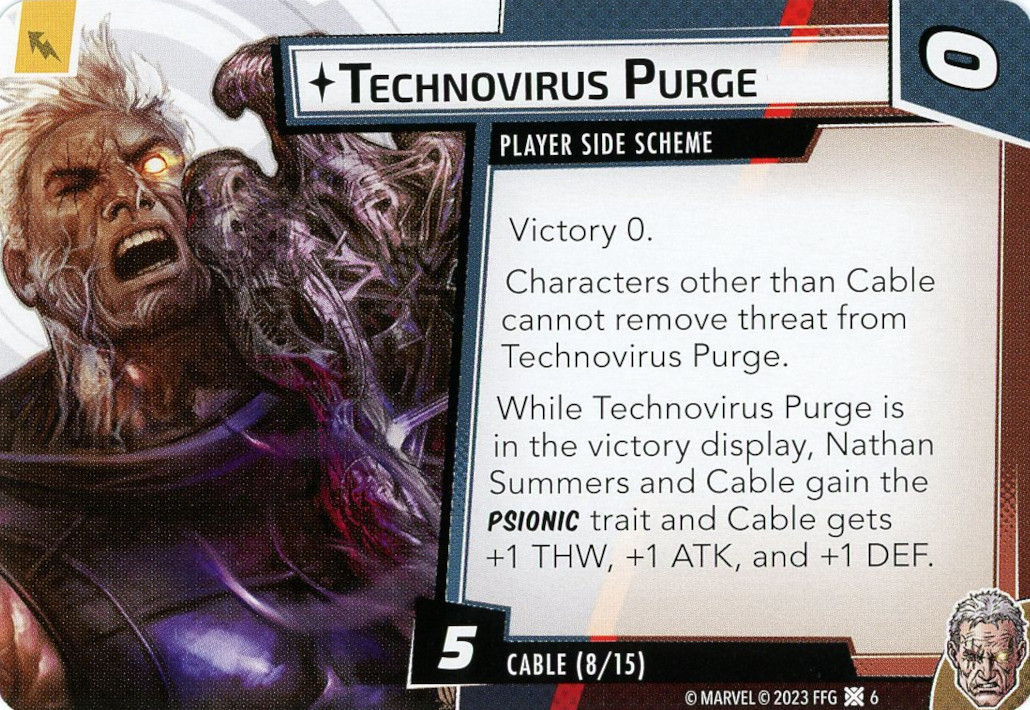 TECHNOVIRUS PURGE
0
PLAYER SIDE SCHEME
Victory 0.
Characters other than Cable
cannot remove threat from
Technovirus Purge.
While Technovirus Purge is
in the victory display, Nathan
Summers and Cable gain the
PSIONIC trait and Cable gets
+1 THW, +1 ATK, and +1 DEF.
5
CABLE (8/15)
© MARVEL © 2023 FFG 6